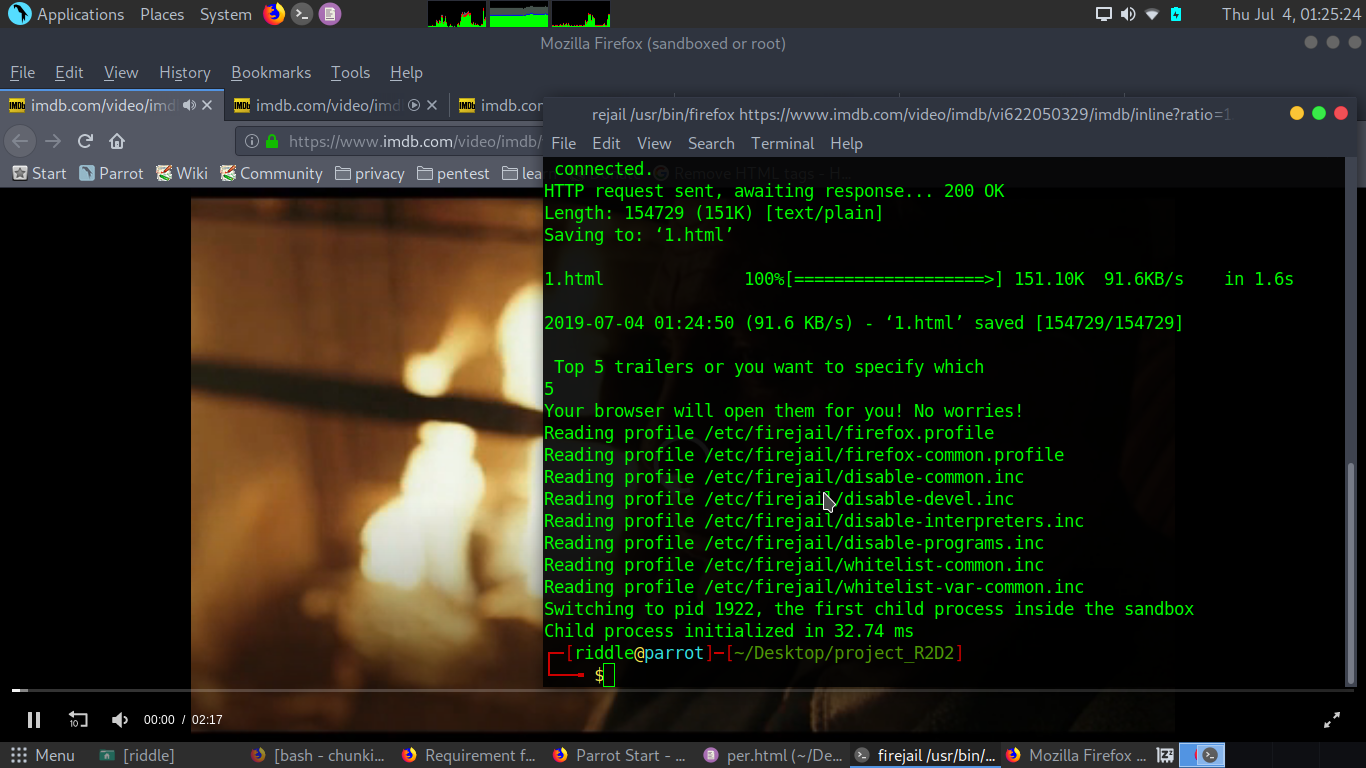 Applications Places System
Thu Jul 4, 01:25:24
Mozilla Firefox (sandboxed or root)
File Edit View History Bookmarks Tools Help
IMDb imdb.com/video/imd
IMDb imdb.com/video/imd
IMDb imdb.com
https://www.imdb.com/video/imdb/
Start Parrot Wiki Community privacy pentest lea
Remove HTML tags - H...
rejail /usr/bin/firefox https://www.imdb.com/video/imdb/vi622050329/imdb/inline?ratio=1
File Edit View Search Terminal Help
connected.
HTTP request sent, awaiting response... 200 OK
Length: 154729 (151K) [text/plain]
Saving to: ‘1.html’
1.html 100%[===================>] 151.10K 91.6KB/s in 1.6s
2019-07-04 01:24:50 (91.6 KB/s) - ‘1.html’ saved [154729/154729]
Top 5 trailers or you want to specify which
5
Your browser will open them for you! No worries!
Reading profile /etc/firejail/firefox.profile
Reading profile /etc/firejail/firefox-common.profile
Reading profile /etc/firejail/disable-common.inc
Reading profile /etc/firejail/disable-devel.inc
Reading profile /etc/firejail/disable-interpreters.inc
Reading profile /etc/firejail/disable-programs.inc
Reading profile /etc/firejail/whitelist-common.inc
Reading profile /etc/firejail/whitelist-var-common.inc
Switching to pid 1922, the first child process inside the sandbox
Child process initialized in 32.74 ms
┌─[riddle@parrot]─[~/Desktop/project_R2D2]
└──╼ $
10 00:00 / 02:17
Menu [riddle] [bash - chunki... Requirement f... Parrot Start - ... per.html (~/De... firejail /usr/bin/... Mozilla Firefox ...